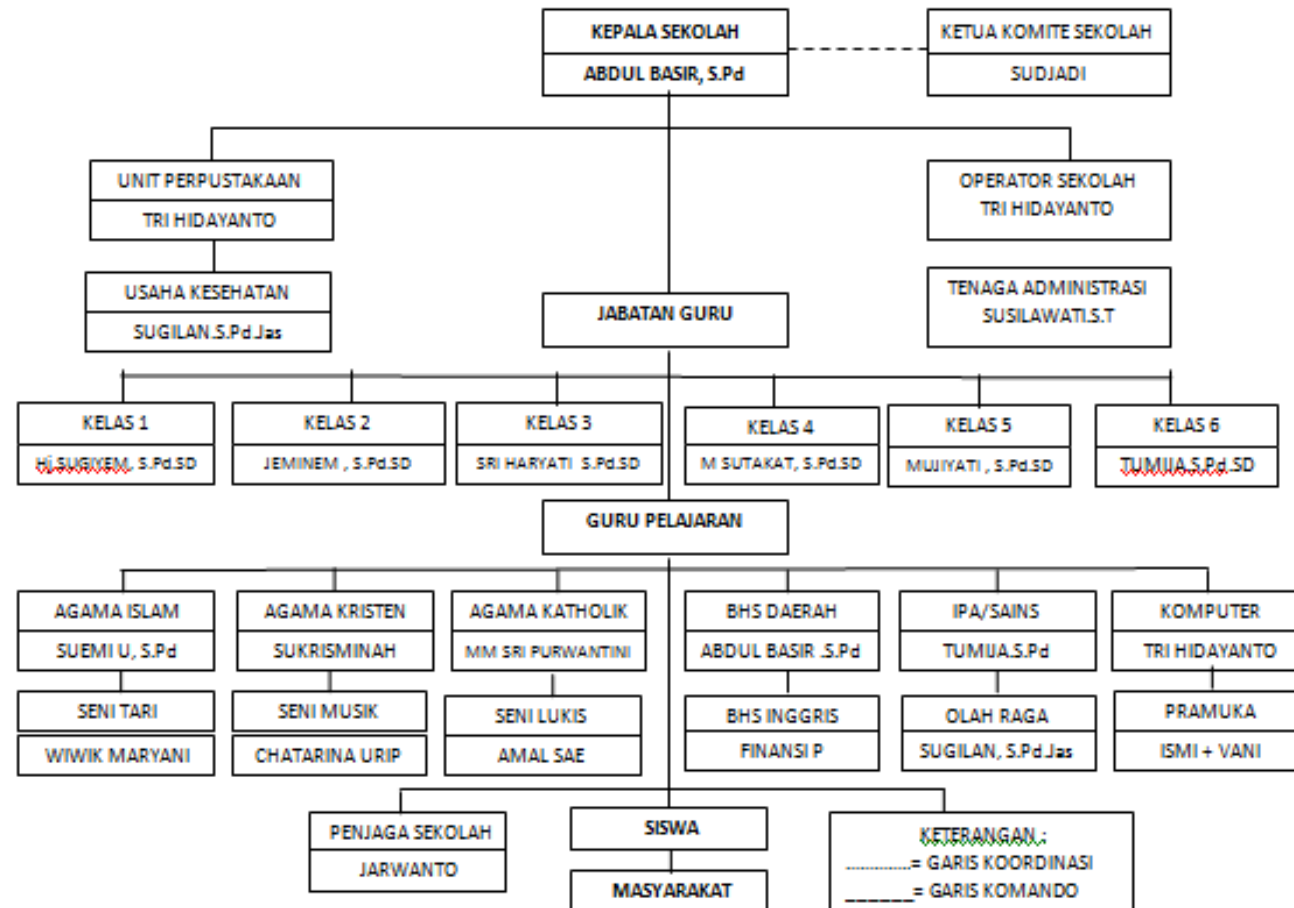 KEPALA SEKOLAH
ABDUL BASIR, S.Pd
KETUA KOMITE SEKOLAH
SUDJADI
UNIT PERPUSTAKAAN
TRI HIDAYANTO
OPERATOR SEKOLAH
TRI HIDAYANTO
USAHA KESEHATAN
SUGILAN.S.Pd.Jas
JABATAN GURU
TENAGA ADMINISTRASI
SUSILAWATI.S.T
KELAS 1
Hj.SUGIYEM, S.Pd.SD
KELAS 2
JEMINEM , S.Pd.SD
KELAS 3
SRI HARYATI S.Pd.SD
KELAS 4
M SUTAKAT, S.Pd.SD
KELAS 5
MUJIYATI , S.Pd.SD
KELAS 6
TUMIJA.S.Pd.SD
GURU PELAJARAN
AGAMA ISLAM
SUEMI U, S.Pd
AGAMA KRISTEN
SUKRISMINAH
AGAMA KATHOLIK
MM SRI PURWANTINI
BHS DAERAH
ABDUL BASIR .S.Pd
IPA/SAINS
TUMIJA.S.Pd
KOMPUTER
TRI HIDAYANTO
SENI TARI
WIWIK MARYANI
SENI MUSIK
CHATARINA URIP
SENI LUKIS
AMAL SAE
BHS INGGRIS
FINANSI P
OLAH RAGA
SUGILAN, S.Pd.Jas
PRAMUKA
ISMI + VANI
PENJAGA SEKOLAH
JARWANTO
SISWA
MASYARAKAT
KETERANGAN :
..............= GARIS KOORDINASI
______= GARIS KOMANDO